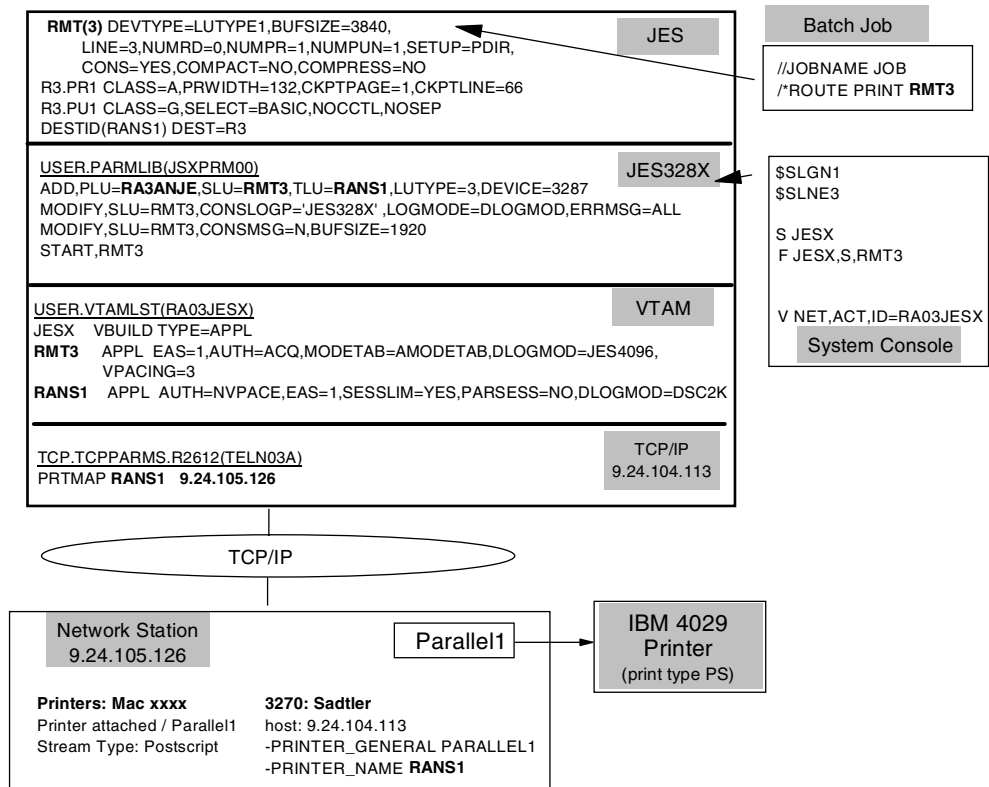 RMT(3) DEVTYPE=LUTYPE1,BUFSIZE=3840,
LINE=3,NUMRD=0,NUMPR=1,NUMPUN=1,SETUP=PDIR,
CONS=YES,COMPACT=NO,COMPRESS=NO
R3.PR1 CLASS=A,PRWIDTH=132,CKPTPAGE=1,CKPTLINE=66
R3.PU1 CLASS=G,SELECT=BASIC,NOCCTL,NOSEP
DESTID(RANS1) DEST=R3
JES
Batch Job
//JOBNAME JOB
/*ROUTE PRINT RMT3
USER.PARMLIB(JSXPRM00)
ADD,PLU=RA3ANJE,SLU=RMT3,TLU=RANS1,LUTYPE=3,DEVICE=3287
MODIFY,SLU=RMT3,CONSLOGP='JES328X' ,LOGMODE=DLOGMOD,ERRMSG=ALL
MODIFY,SLU=RMT3,CONSMSG=N,BUFSIZE=1920
START,RMT3
JES328X
$SLGN1
$SLNE3
S JESX
F JESX,S,RMT3
V NET,ACT,ID=RA03JESX
System Console
USER.VTAMLST(RA03JESX)
JESX VBUILD TYPE=APPL
RMT3 APPL EAS=1,AUTH=ACQ,MODETAB=AMODETAB,DLOGMOD=JES4096,
VPACING=3
RANS1 APPL AUTH=NVPACE,EAS=1,SESSLIM=YES,PARSESS=NO,DLOGMOD=DSC2K
VTAM
TCP.TCPPARMS.R2612(TELN03A)
PRTMAP RANS1 9.24.105.126
TCP/IP
9.24.104.113
TCP/IP
Network Station
9.24.105.126
Parallel1
IBM 4029
Printer
(print type PS)
Printers: Mac xxxx
Printer attached / Parallel1
Stream Type: Postscript
3270: Sadtler
host: 9.24.104.113
-PRINTER_GENERAL PARALLEL1
-PRINTER_NAME RANS1